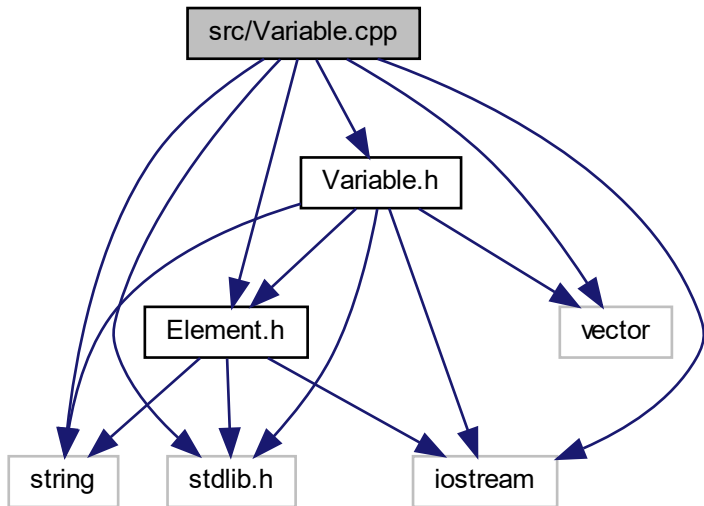 src/Variable.cpp
Variable.h
Element.h
vector
string
stdlib.h
iostream